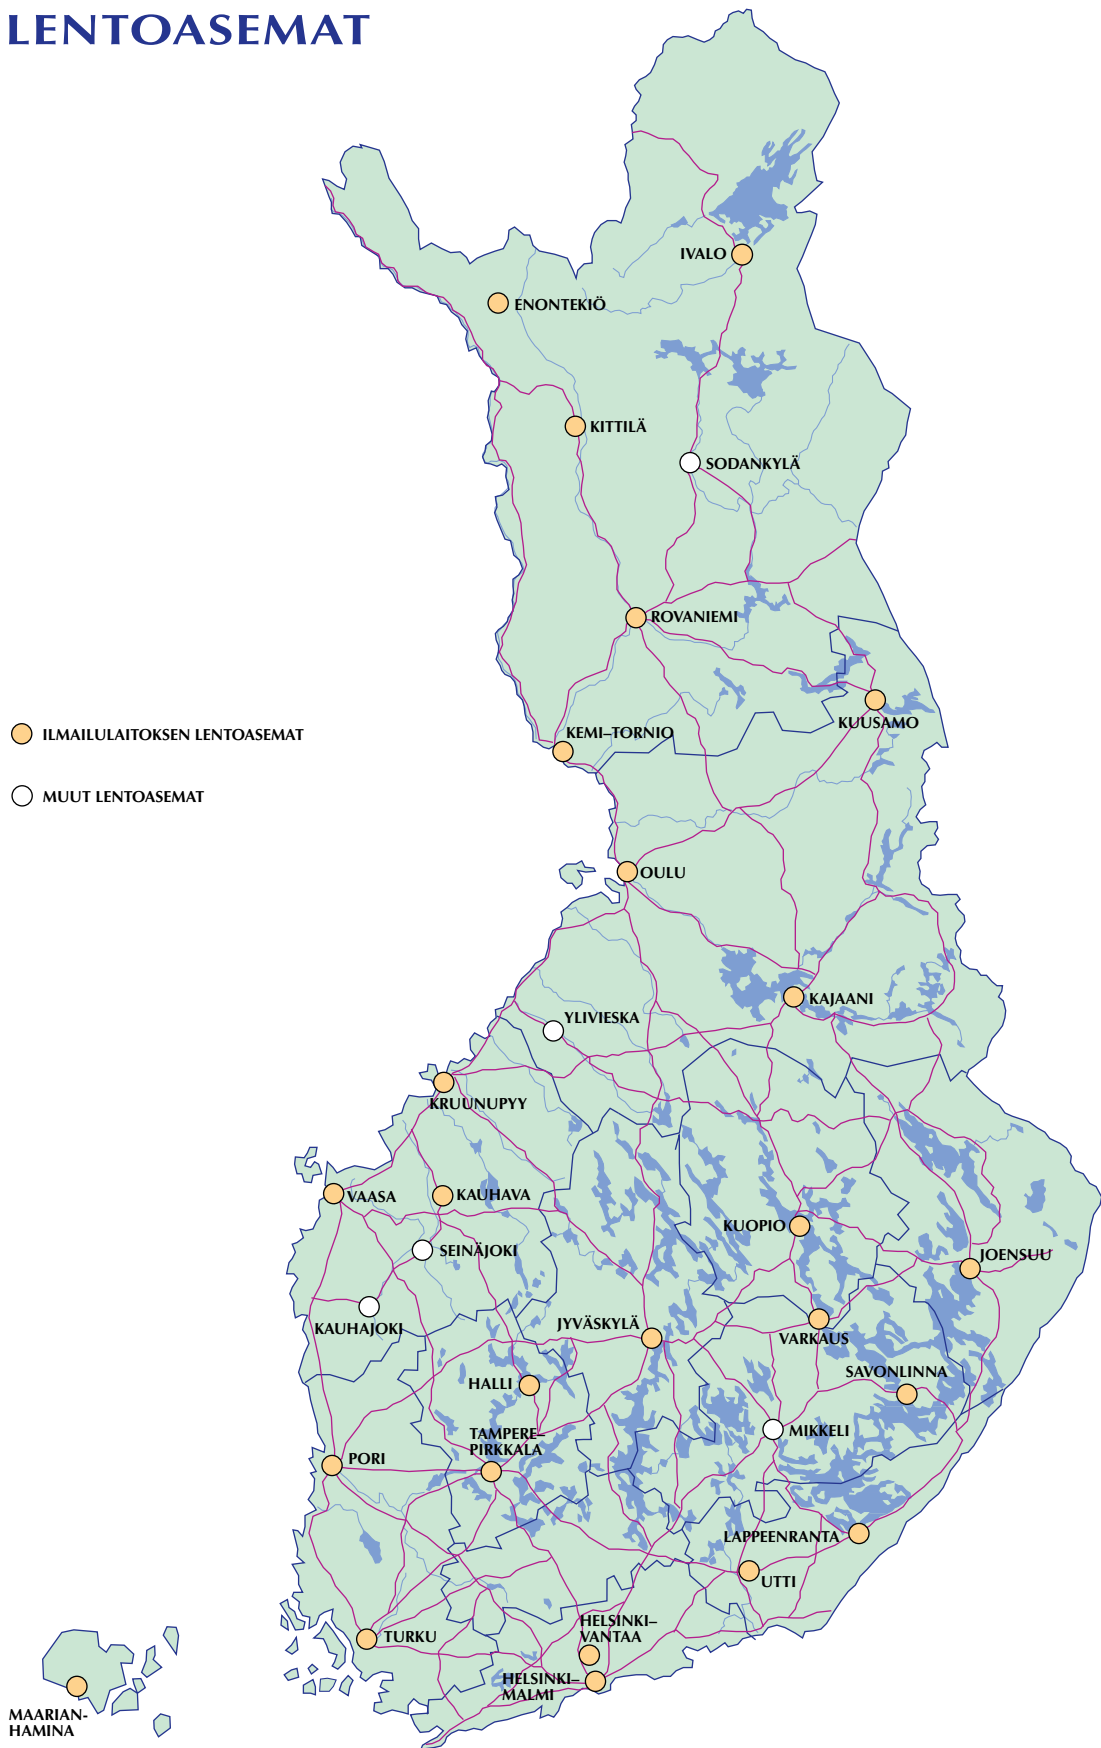 LENTOASEMAT
IVALO
ENONTEKIÖ
KITTILÄ
SODANKYLÄ
ROVANIEMI
KUUSAMO
KEMI–TORNIO
ILMAILULAITOKSEN LENTOASEMAT
MUUT LENTOASEMAT
OULU
KAJAANI
YLIVIESKA
KRUUNUPYY
VAASA
KAUHAVA
KUOPIO
SEINÄJOKI
JOENSUU
KAUHAJOKI
JYVÄSKYLÄ
VARKAUS
SAVONLINNA
HALLI
MIKKELI
TAMPERE–
PIRKKALA
PORI
LAPPEENRANTA
UTTI
HELSINKI–
VANTAA
TURKU
HELSINKI–
MALMI
MAARIAN-
HAMINA